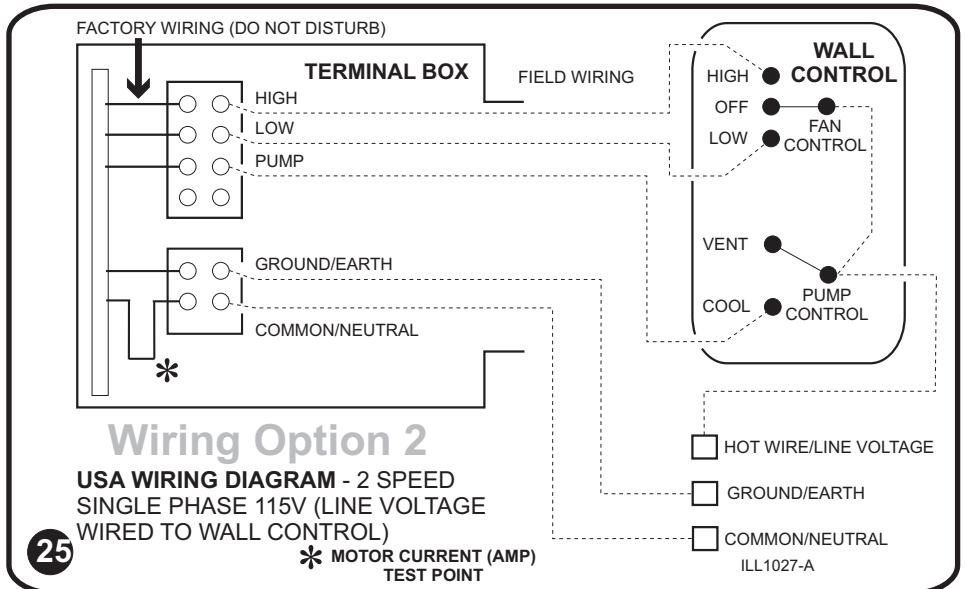 FACTORY WIRING (DO NOT DISTURB)
TERMINAL BOX
FIELD WIRING
HIGH
LOW
PUMP
GROUND/EARTH
COMMON/NEUTRAL
*
WALL
CONTROL
HIGH
OFF
LOW
FAN
CONTROL
VENT
COOL
PUMP
CONTROL
HOT WIRE/LINE VOLTAGE
GROUND/EARTH
COMMON/NEUTRAL
ILL1027-A
Wiring Option 2
USA WIRING DIAGRAM - 2 SPEED
SINGLE PHASE 115V (LINE VOLTAGE
WIRED TO WALL CONTROL)
25
* MOTOR CURRENT (AMP)
TEST POINT